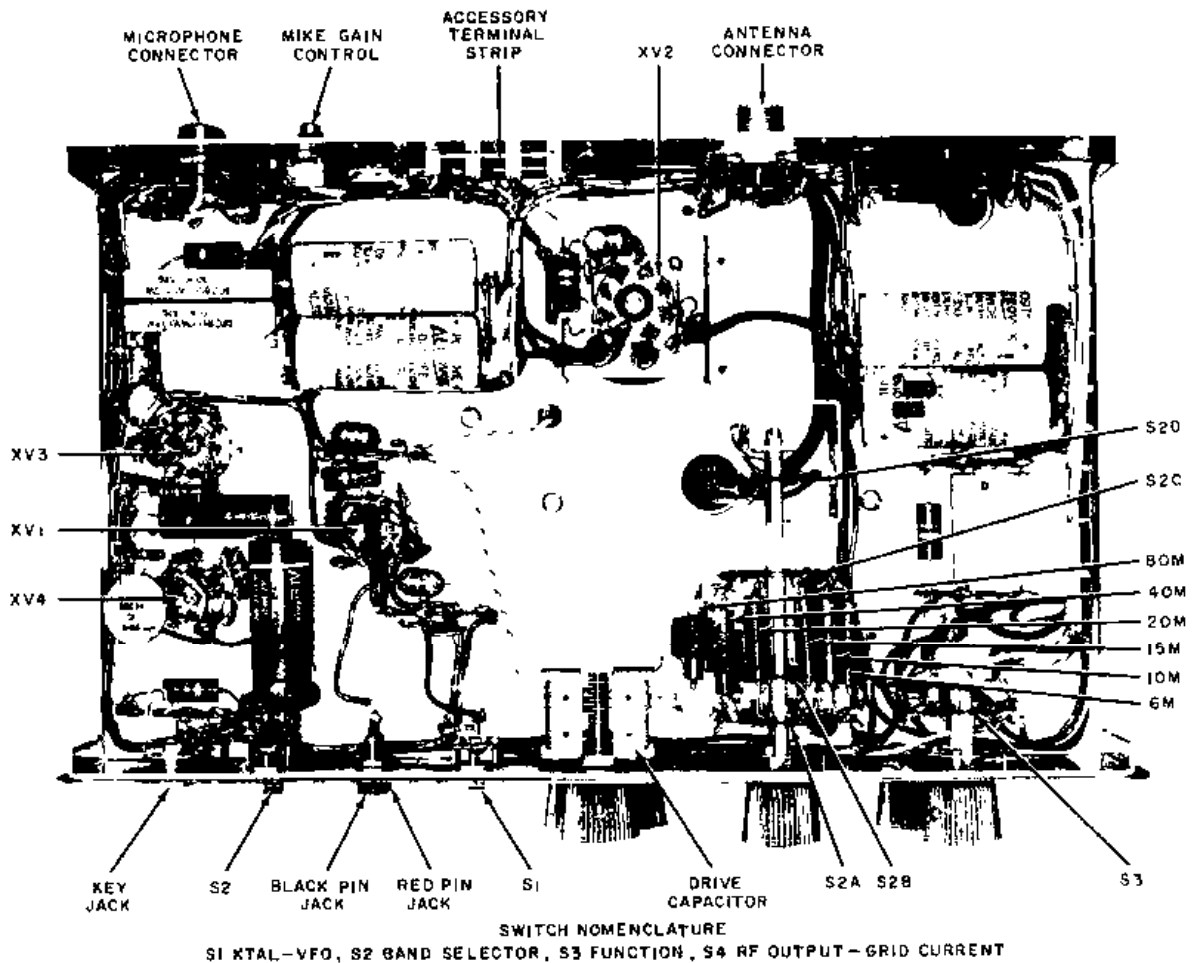 MICROPHONE
CONNECTOR
MIKE GAIN
CONTROL
ACCESSORY
TERMINAL
STRIP
XV2
ANTENNA
CONNECTOR
XV3
XV1
XV4
S2D
S2C
80M
40M
20M
15M
10M
6M
KEY
JACK
S2
BLACK PIN
JACK
RED PIN
JACK
S1
DRIVE
CAPACITOR
S2A
S2B
S3
SWITCH NOMENCLATURE
S1 XTAL-VFO, S2 BAND SELECTOR, S3 FUNCTION, S4 RF OUTPUT-GRID CURRENT